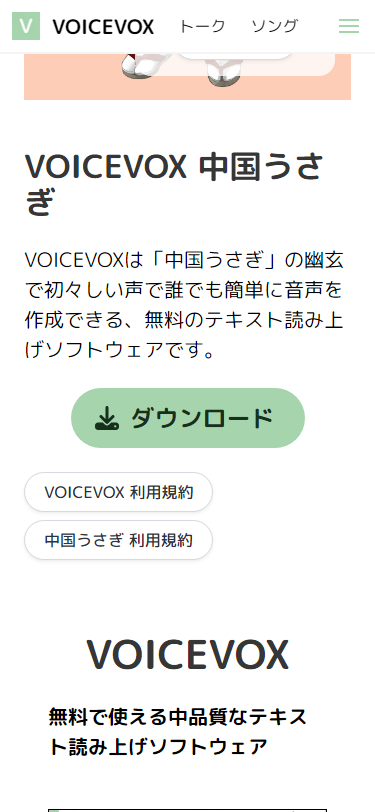 V VOICEVOX トーク ソング
VOICEVOX 中国うさ
ぎ
VOICEVOXは「中国うさぎ」の幽玄
で初々しい声で誰でも簡単に音声を
作成できる、無料のテキスト読み上
げソフトウェアです。
ダウンロード
VOICEVOX 利用規約
中国うさぎ 利用規約
VOICEVOX
無料で使える中品質なテキス
ト読み上げソフトウェア